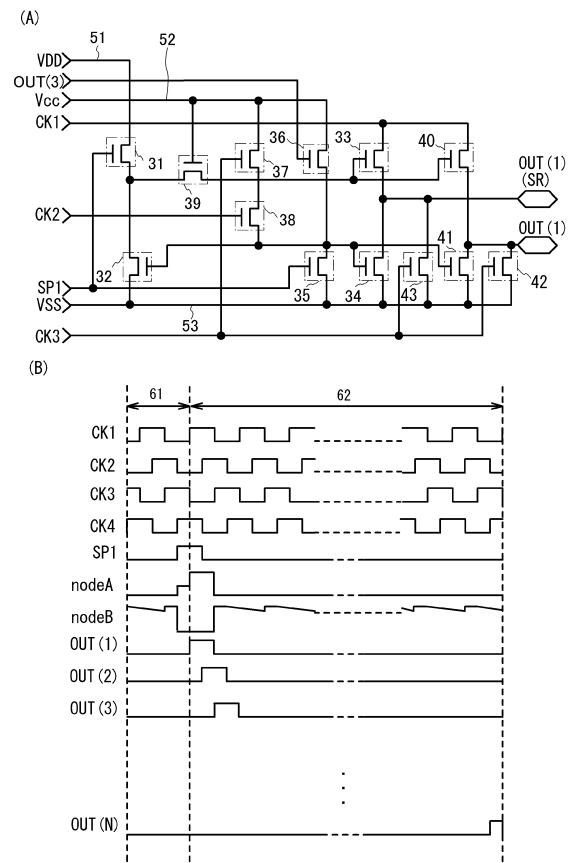 (A)
51
52
VDD
OUT(3)
Vcc
CK1
36 33 40
31
37
OUT(1)
(SR)
39
CK2
38
OUT(1)
32
41
SP1
VSS
35 34 43 42
53
CK3
(B)
61 62
CK1
CK2
CK3
CK4
SP1
nodeA
nodeB
OUT(1)
OUT(2)
OUT(3)
OUT(N)